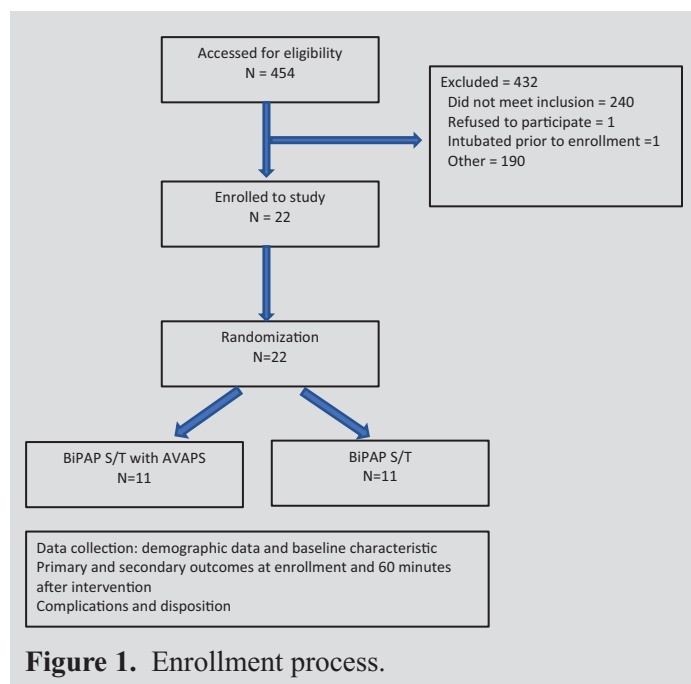 Accessed for eligibility
N = 454
Excluded = 432
Did not meet inclusion = 240
Refused to participate = 1
Intubated prior to enrollment =1
Other = 190
Enrolled to study
N = 22
Randomization
N=22
BiPAP S/T with AVAPS
N=11
BiPAP S/T
N=11
Data collection: demographic data and baseline characteristic
Primary and secondary outcomes at enrollment and 60 minutes
after intervention
Complications and disposition
Figure 1. Enrollment process.